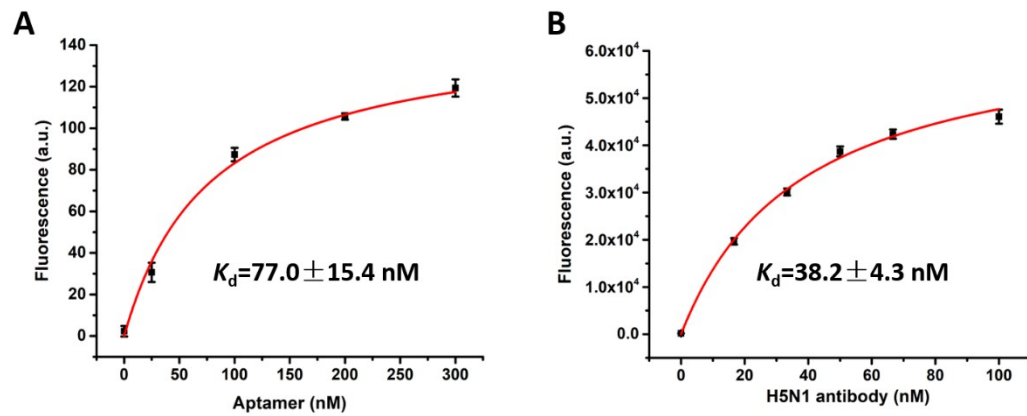 A
Fluorescence (a.u.)
140
120
100
80
60
40
20
0
K_d=77.0±15.4 nM
0 50 100 150 200 250 300
Aptamer (nM)
B
Fluorescence (a.u.)
6.0x10^4
5.0x10^4
4.0x10^4
3.0x10^4
2.0x10^4
1.0x10^4
0.0
K_d=38.2±4.3 nM
0 20 40 60 80 100
H5N1 antibody (nM)